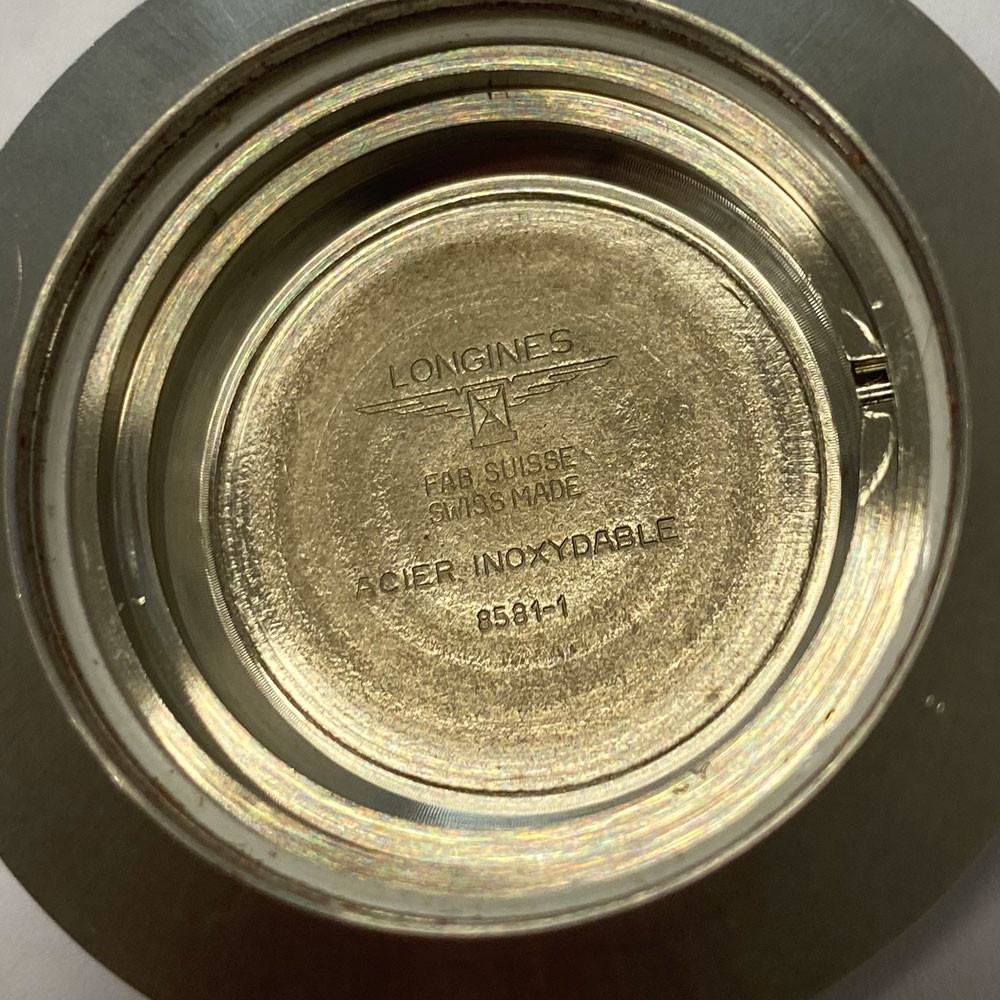 LONGINES
FAB. SUISSE
SWISS MADE
ACIER INOXYDABLE
8581-1